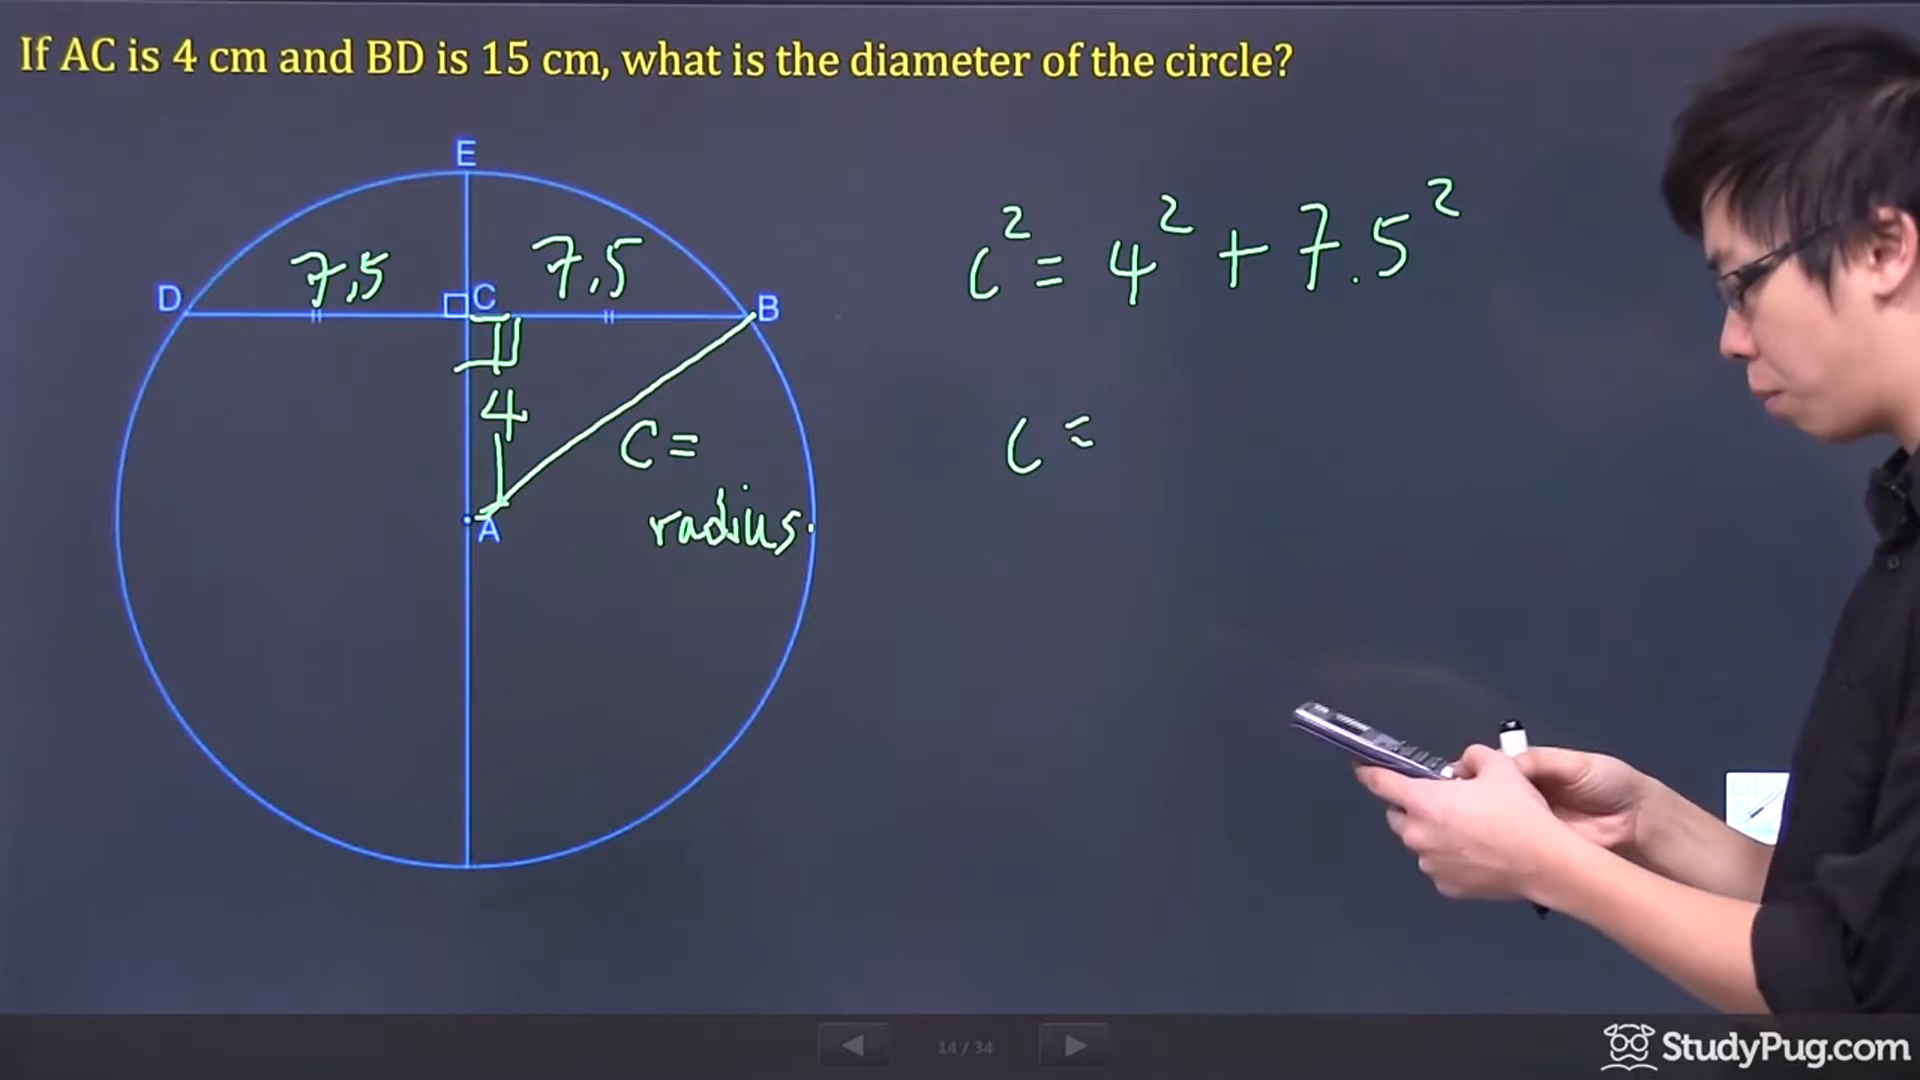 If AC is 4 cm and BD is 15 cm, what is the diameter of the circle?
E
7,5 7,5
D C B
4
C =
radius.
A
c² = 4² + 7.5²
c =
14 / 34
StudyPug.com